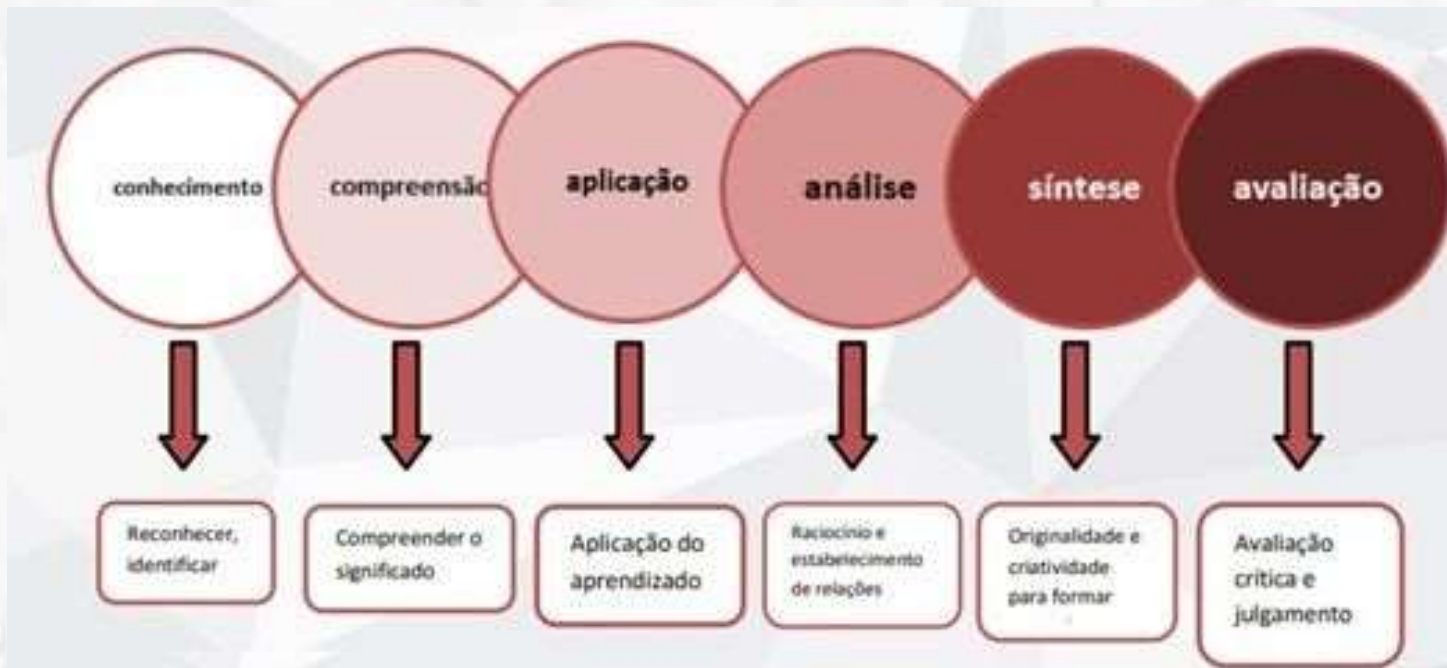 conhecimento
compreensão
aplicação
análise
síntese
avaliação
Reconhecer,
identificar
Compreender o
significado
Aplicação do
aprendizado
Raciocínio e
estabelecimento
de relações
Originalidade e
criatividade
para formar
Avaliação
crítica e
julgamento